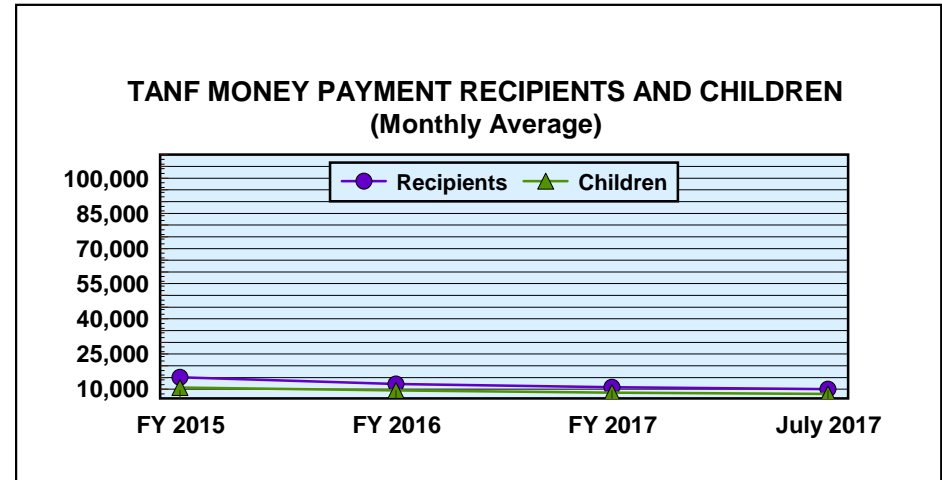 TANF MONEY PAYMENT RECIPIENTS AND CHILDREN
(Monthly Average)
Recipients Children
100,000
85,000
70,000
55,000
40,000
25,000
10,000
FY 2015 FY 2016 FY 2017 July 2017